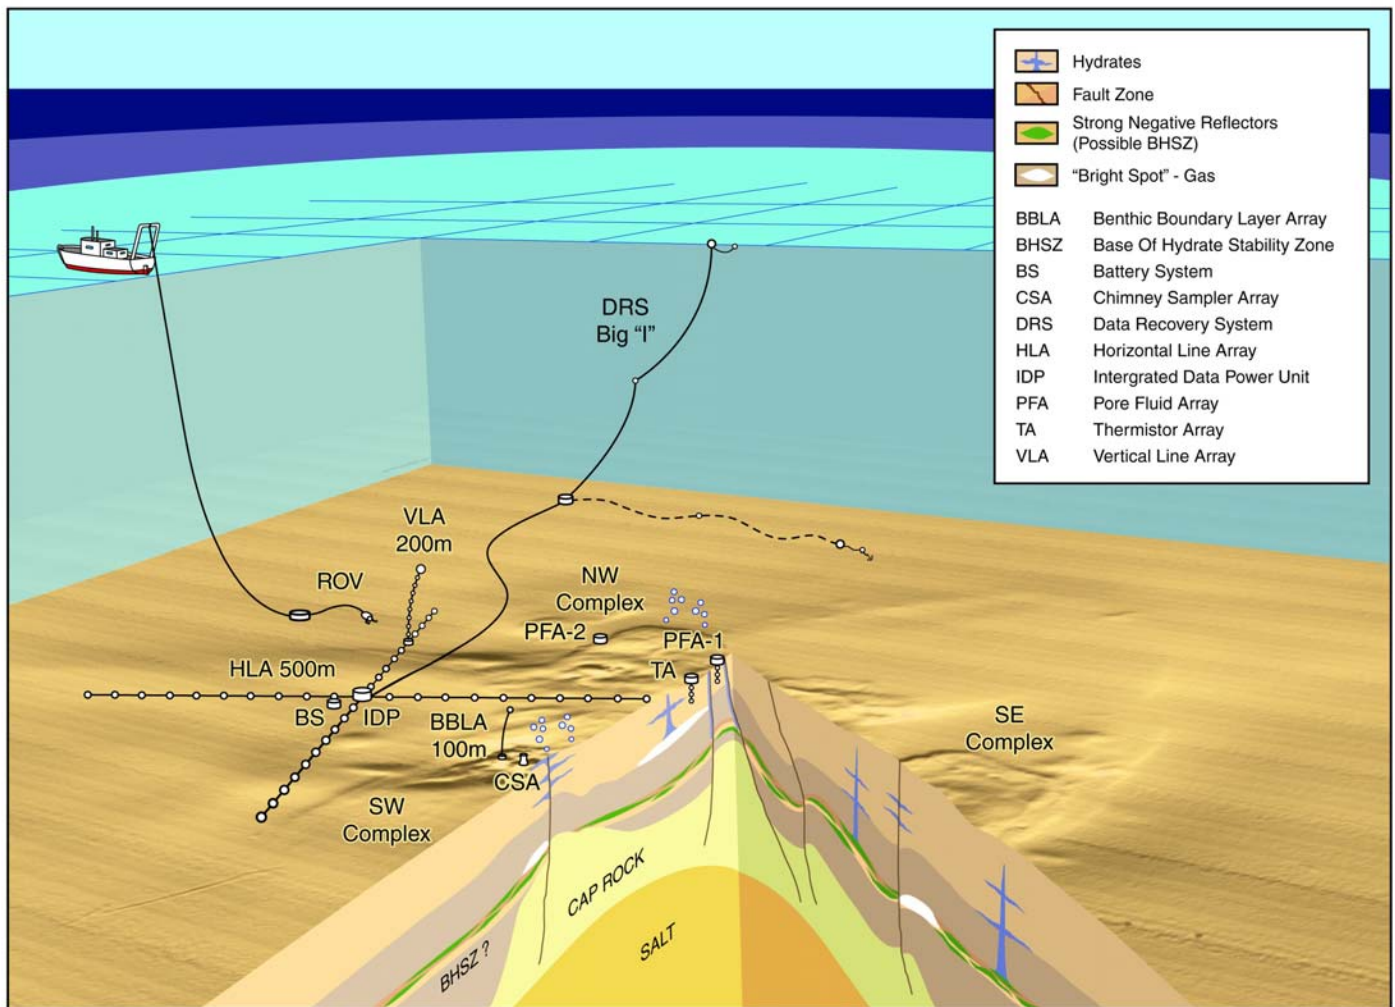 Hydrates
Fault Zone
Strong Negative Reflectors
(Possible BHSZ)
“Bright Spot” - Gas
BBLA Benthic Boundary Layer Array
BHSZ Base Of Hydrate Stability Zone
BS Battery System
CSA Chimney Sampler Array
DRS Data Recovery System
HLA Horizontal Line Array
IDP Intergrated Data Power Unit
PFA Pore Fluid Array
TA Thermistor Array
VLA Vertical Line Array
DRS
Big “I”
VLA
200m
ROV
NW
Complex
PFA-2
PFA-1
TA
HLA 500m
BS
IDP
BBLA
100m
CSA
SE
Complex
SW
Complex
CAP ROCK
SALT
BHSZ ?